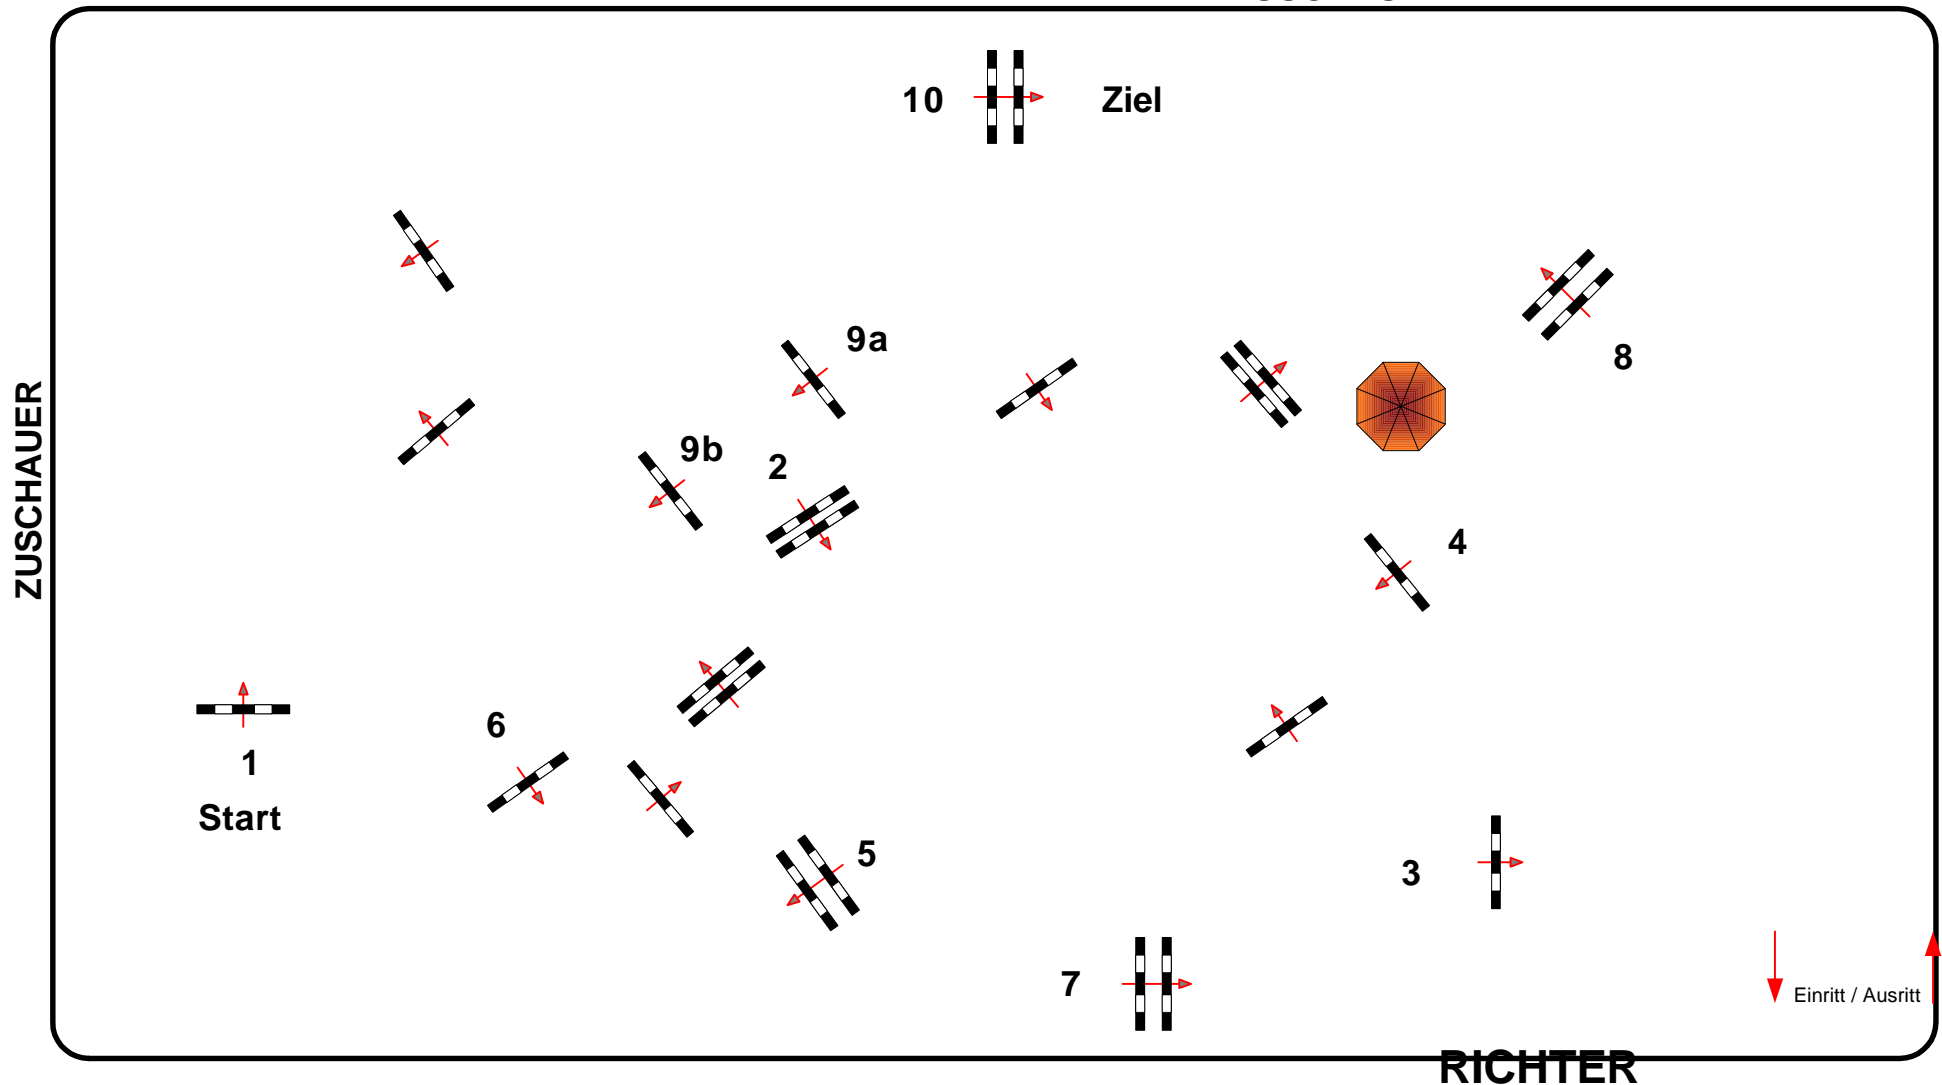 10
Ziel
8
9a
9b
2
ZUSCHAUER
4
6
1
Start
5
3
7
Einritt / Ausritt
RICHTER